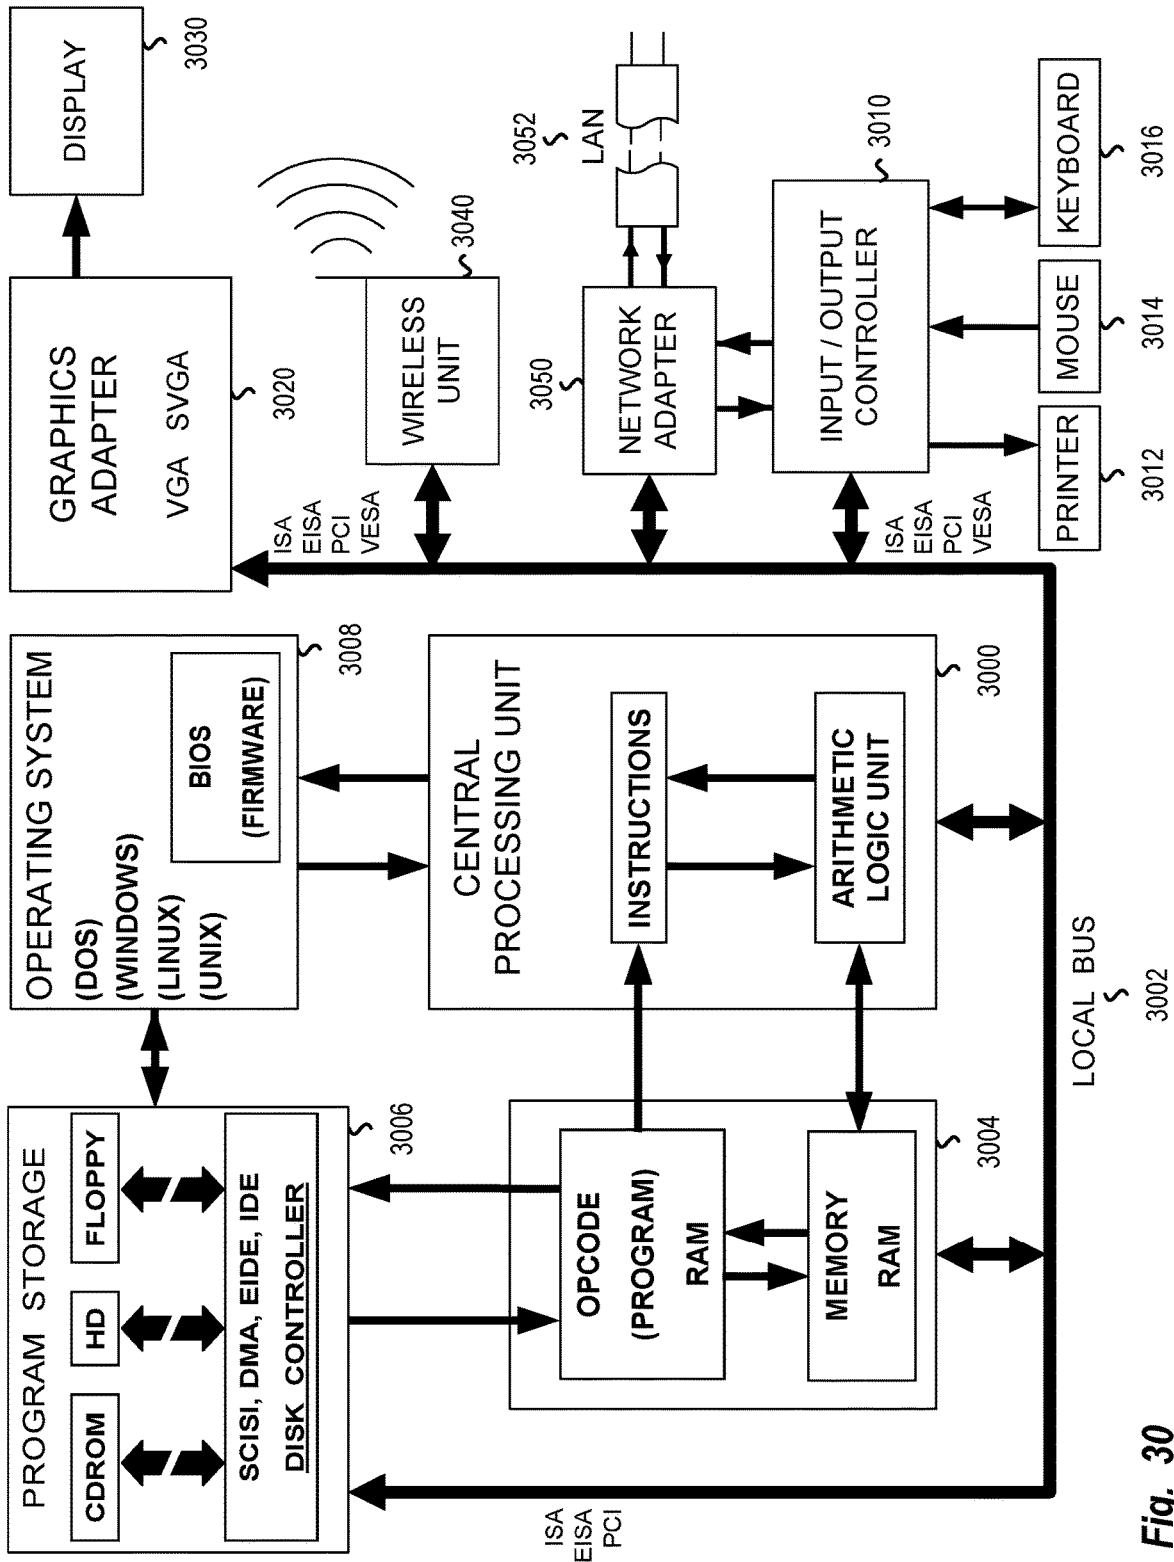 PROGRAM STORAGE
CDROM
HD
FLOPPY
SCISI, DMA, EIDE, IDE
DISK CONTROLLER
3006
OPERATING SYSTEM
(DOS)
(WINDOWS)
(LINUX)
(UNIX)
BIOS
(FIRMWARE)
3008
GRAPHICS
ADAPTER
VGA SVGA
3020
DISPLAY
3030
ISA
EISA
PCI
VESA
WIRELESS
UNIT
3040
ISA
EISA
PCI
OPCODE
(PROGRAM)
RAM
MEMORY
RAM
3004
CENTRAL
PROCESSING UNIT
INSTRUCTIONS
ARITHMETIC
LOGIC UNIT
3000
3050
NETWORK
ADAPTER
3052
LAN
INPUT / OUTPUT
CONTROLLER
3010
ISA
EISA
PCI
VESA
PRINTER
3012
MOUSE
3014
KEYBOARD
3016
LOCAL BUS
3002
Fig. 30